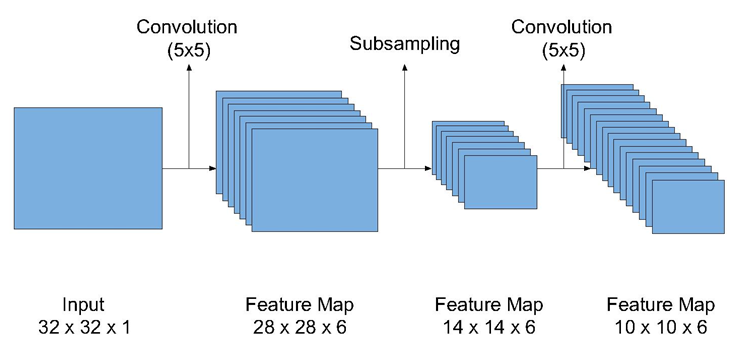 Convolution
(5x5)
Subsampling
Convolution
(5x5)
Input
32 x 32 x 1
Feature Map
28 x 28 x 6
Feature Map
14 x 14 x 6
Feature Map
10 x 10 x 6